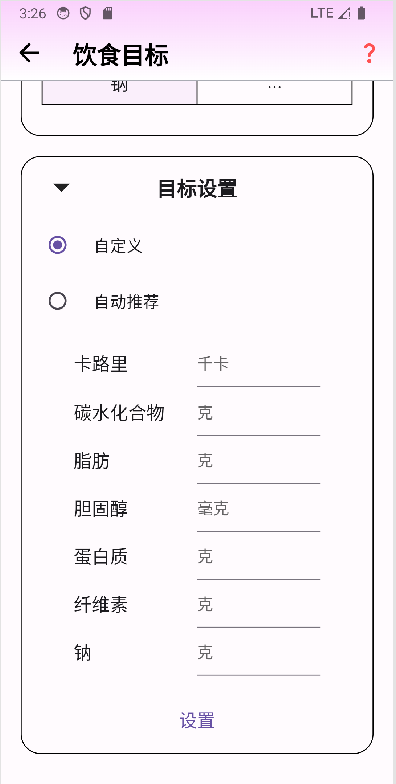 3:26 LTE
饮食目标 ?
钠 ...
目标设置
自定义
自动推荐
卡路里 千卡
碳水化合物 克
脂肪 克
胆固醇 毫克
蛋白质 克
纤维素 克
钠 克
设置